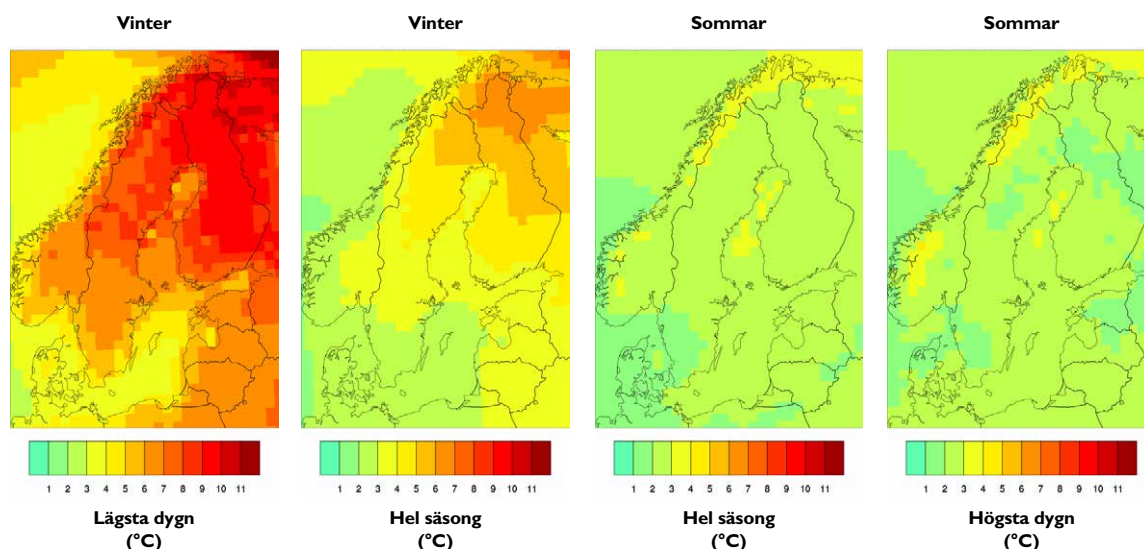 Vinter
Vinter
Sommar
Sommar
1 2 3 4 5 6 7 8 9 10 11
1 2 3 4 5 6 7 8 9 10 11
1 2 3 4 5 6 7 8 9 10 11
1 2 3 4 5 6 7 8 9 10 11
Lägsta dygn
(°C)
Hel säsong
(°C)
Hel säsong
(°C)
Högsta dygn
(°C)